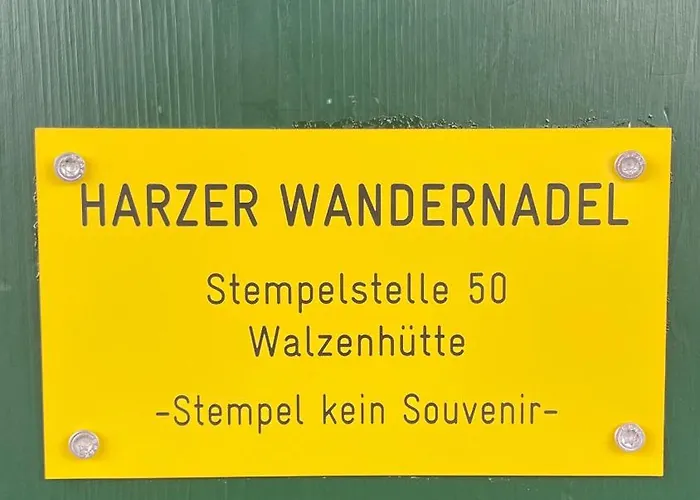 HARZER WANDERNADEL
Stempelstelle 50
Walzenhütte
-Stempel kein Souvenir-